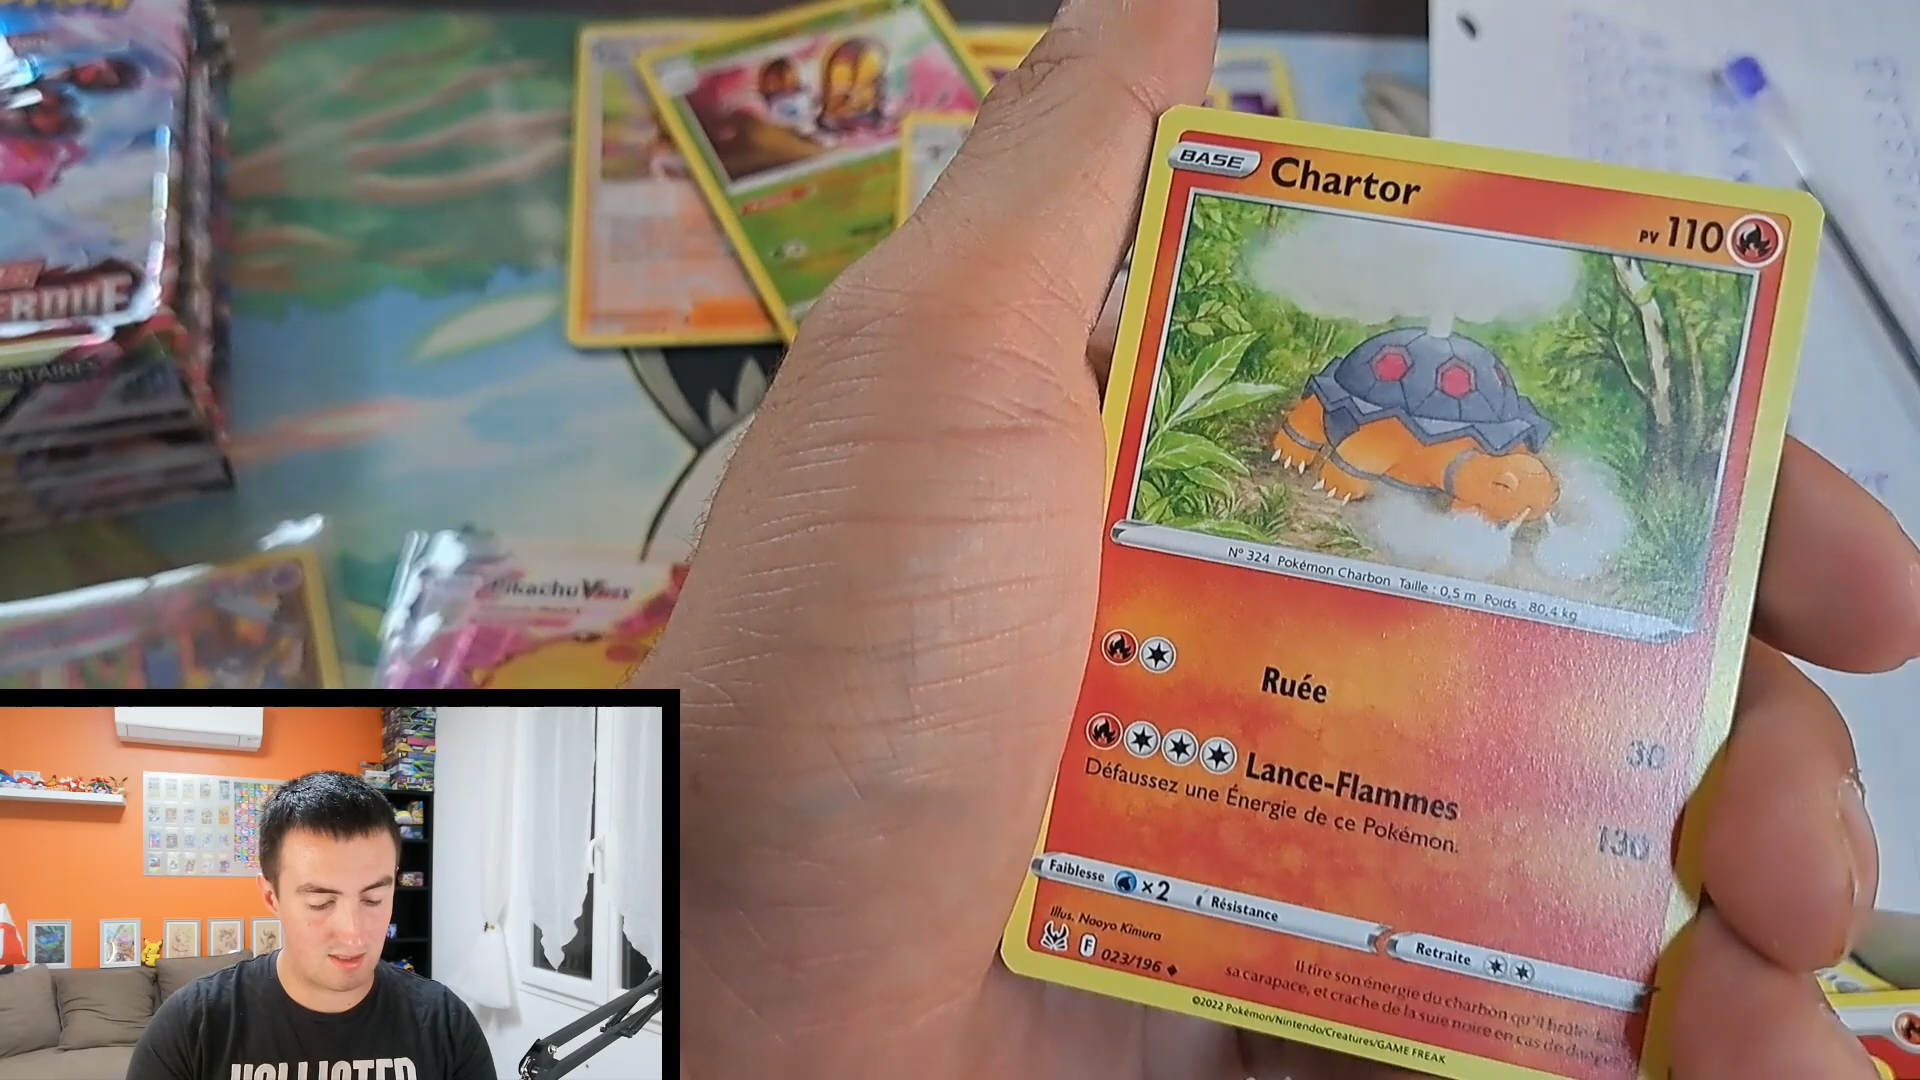 BASE Chartor PV 110
N° 324 Pokémon Charbon Taille : 0,5 m Poids : 80,4 kg
Ruée 30
Lance-Flammes 130
Défaussez une Énergie de ce Pokémon.
Faiblesse ×2 Résistance Retraite
Illus. Naoyo Kimura
F 023/196
Il tire son énergie du charbon qu'il brûle
sa carapace, et crache de la suie noire en cas de
©2022 Pokémon/Nintendo/Creatures/GAME FREAK
Pikachu VMAX
HOLLISTER